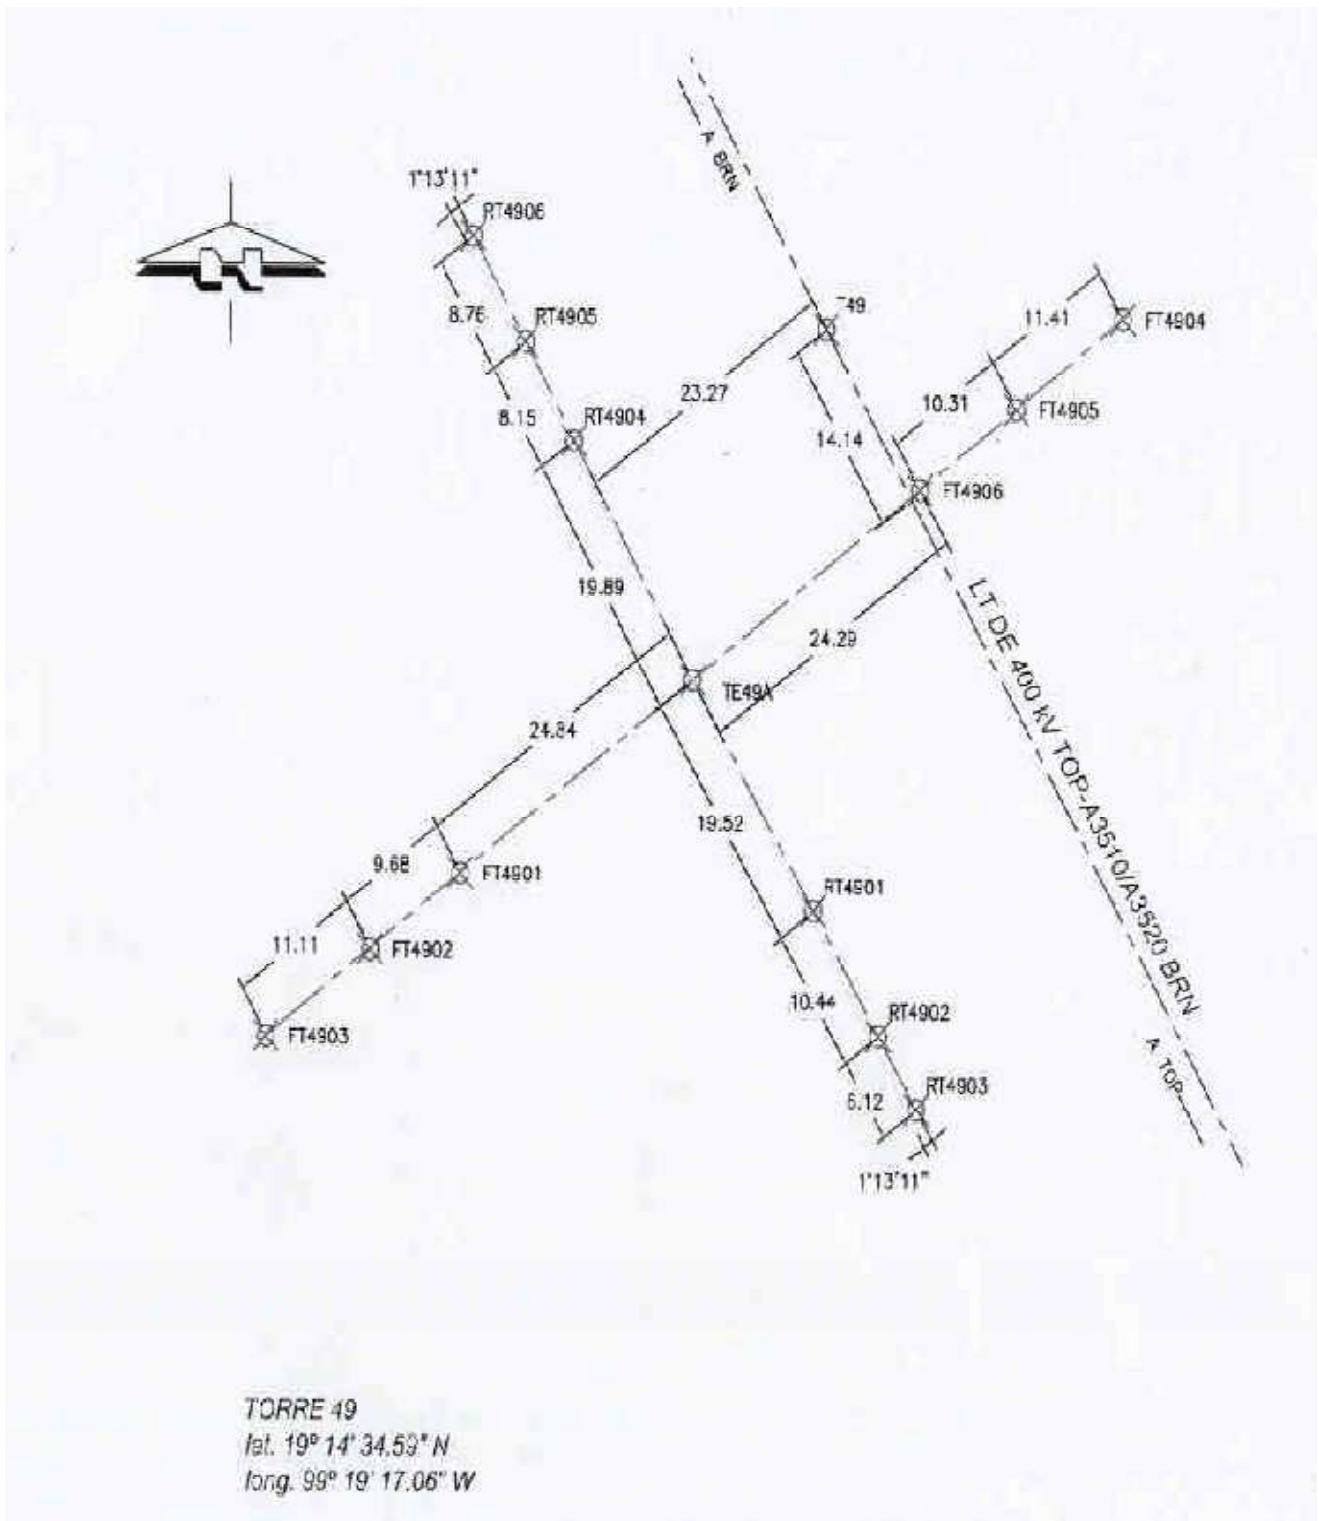 A BRN
1°13'11"
RT4906
RT4905
8.76
T49
11.41
FT4904
23.27
10.31
FT4905
8.15
RT4904
14.14
FT4906
19.89
24.29
LT DE 400 kV TOP-A3510/A3520 BRN
TE49A
24.84
19.52
9.68
FT4901
RT4901
11.11
FT4902
10.44
RT4902
FT4903
A TOP
RT4903
6.12
1°13'11"
TORRE 49
lat. 19º 14' 34.59" N
long. 99º 19' 17.06" W